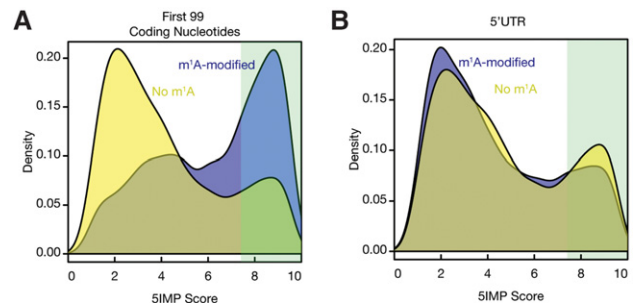 A
First 99
Coding Nucleotides
m¹A-modified
No m¹A
Density
0.20
0.15
0.10
0.05
0.00
0 2 4 6 8 10
5IMP Score
B
5'UTR
m¹A-modified
No m¹A
Density
0.20
0.15
0.10
0.05
0.00
0 2 4 6 8 10
5IMP Score